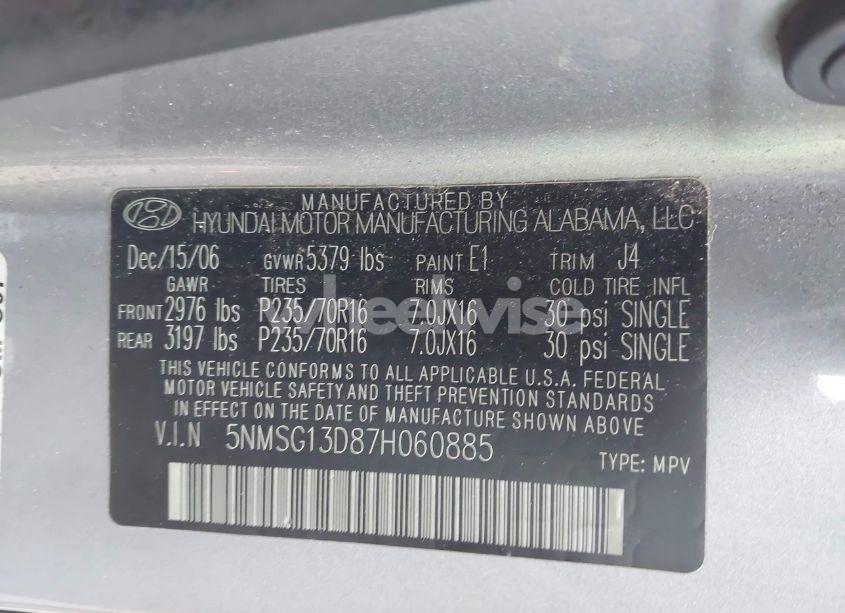 MANUFACTURED BY
HYUNDAI MOTOR MANUFACTURING ALABAMA, LLC
Dec/15/06 GVWR 5379 lbs PAINT E1 TRIM J4
GAWR TIRES RIMS COLD TIRE INFL
FRONT 2976 lbs P235/70R16 7.0JX16 30 psi SINGLE
REAR 3197 lbs P235/70R16 7.0JX16 30 psi SINGLE
THIS VEHICLE CONFORMS TO ALL APPLICABLE U.S.A. FEDERAL
MOTOR VEHICLE SAFETY AND THEFT PREVENTION STANDARDS
IN EFFECT ON THE DATE OF MANUFACTURE SHOWN ABOVE
V.I.N 5NMSG13D87H060885
TYPE: MPV
wheelwise